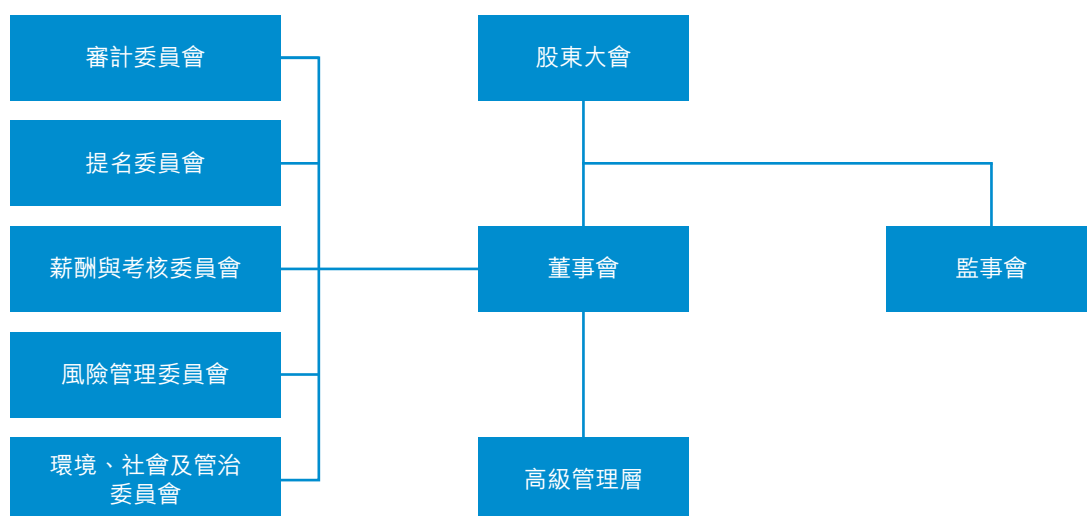 審計委員會
股東大會
提名委員會
薪酬與考核委員會
董事會
監事會
風險管理委員會
環境、社會及管治
委員會
高級管理層